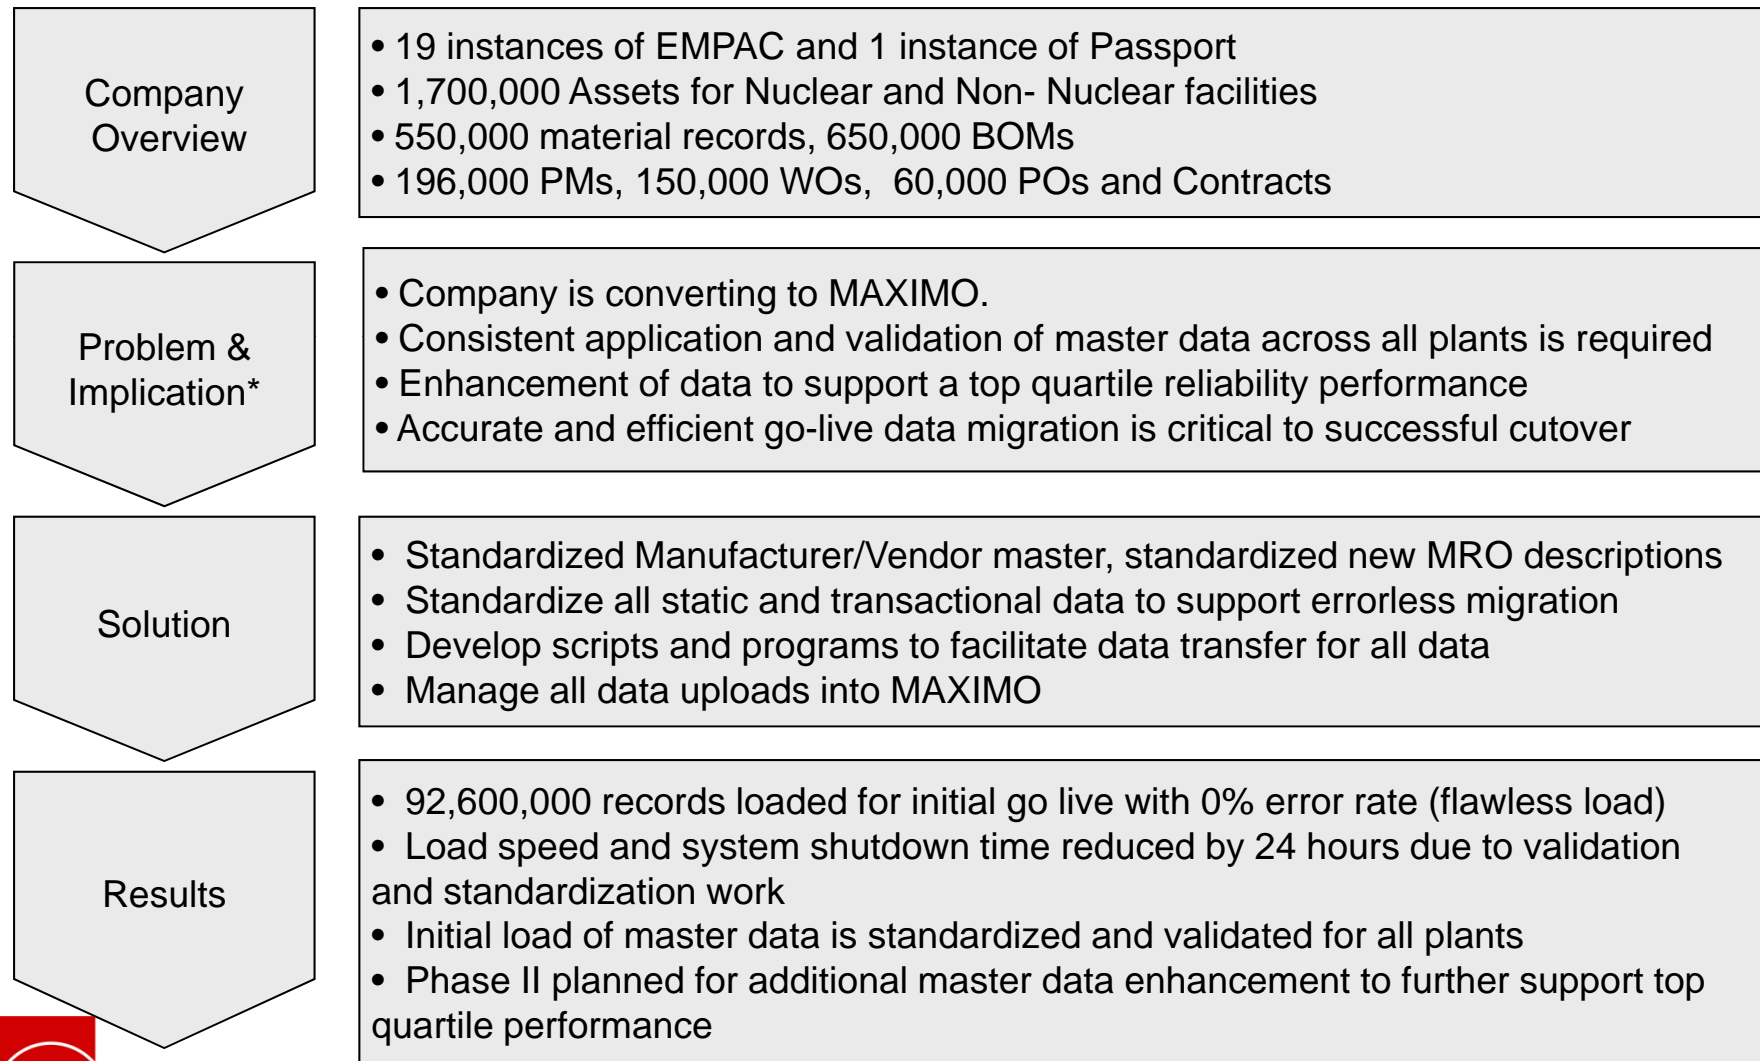 Company
Overview
• 19 instances of EMPAC and 1 instance of Passport
• 1,700,000 Assets for Nuclear and Non- Nuclear facilities
• 550,000 material records, 650,000 BOMs
• 196,000 PMs, 150,000 WOs,  60,000 POs and Contracts
Problem &
Implication*
• Company is converting to MAXIMO.
• Consistent application and validation of master data across all plants is required
• Enhancement of data to support a top quartile reliability performance
• Accurate and efficient go-live data migration is critical to successful cutover
Solution
• Standardized Manufacturer/Vendor master, standardized new MRO descriptions
• Standardize all static and transactional data to support errorless migration
• Develop scripts and programs to facilitate data transfer for all data
• Manage all data uploads into MAXIMO
Results
• 92,600,000 records loaded for initial go live with 0% error rate (flawless load)
• Load speed and system shutdown time reduced by 24 hours due to validation
and standardization work
• Initial load of master data is standardized and validated for all plants
• Phase II planned for additional master data enhancement to further support top
quartile performance